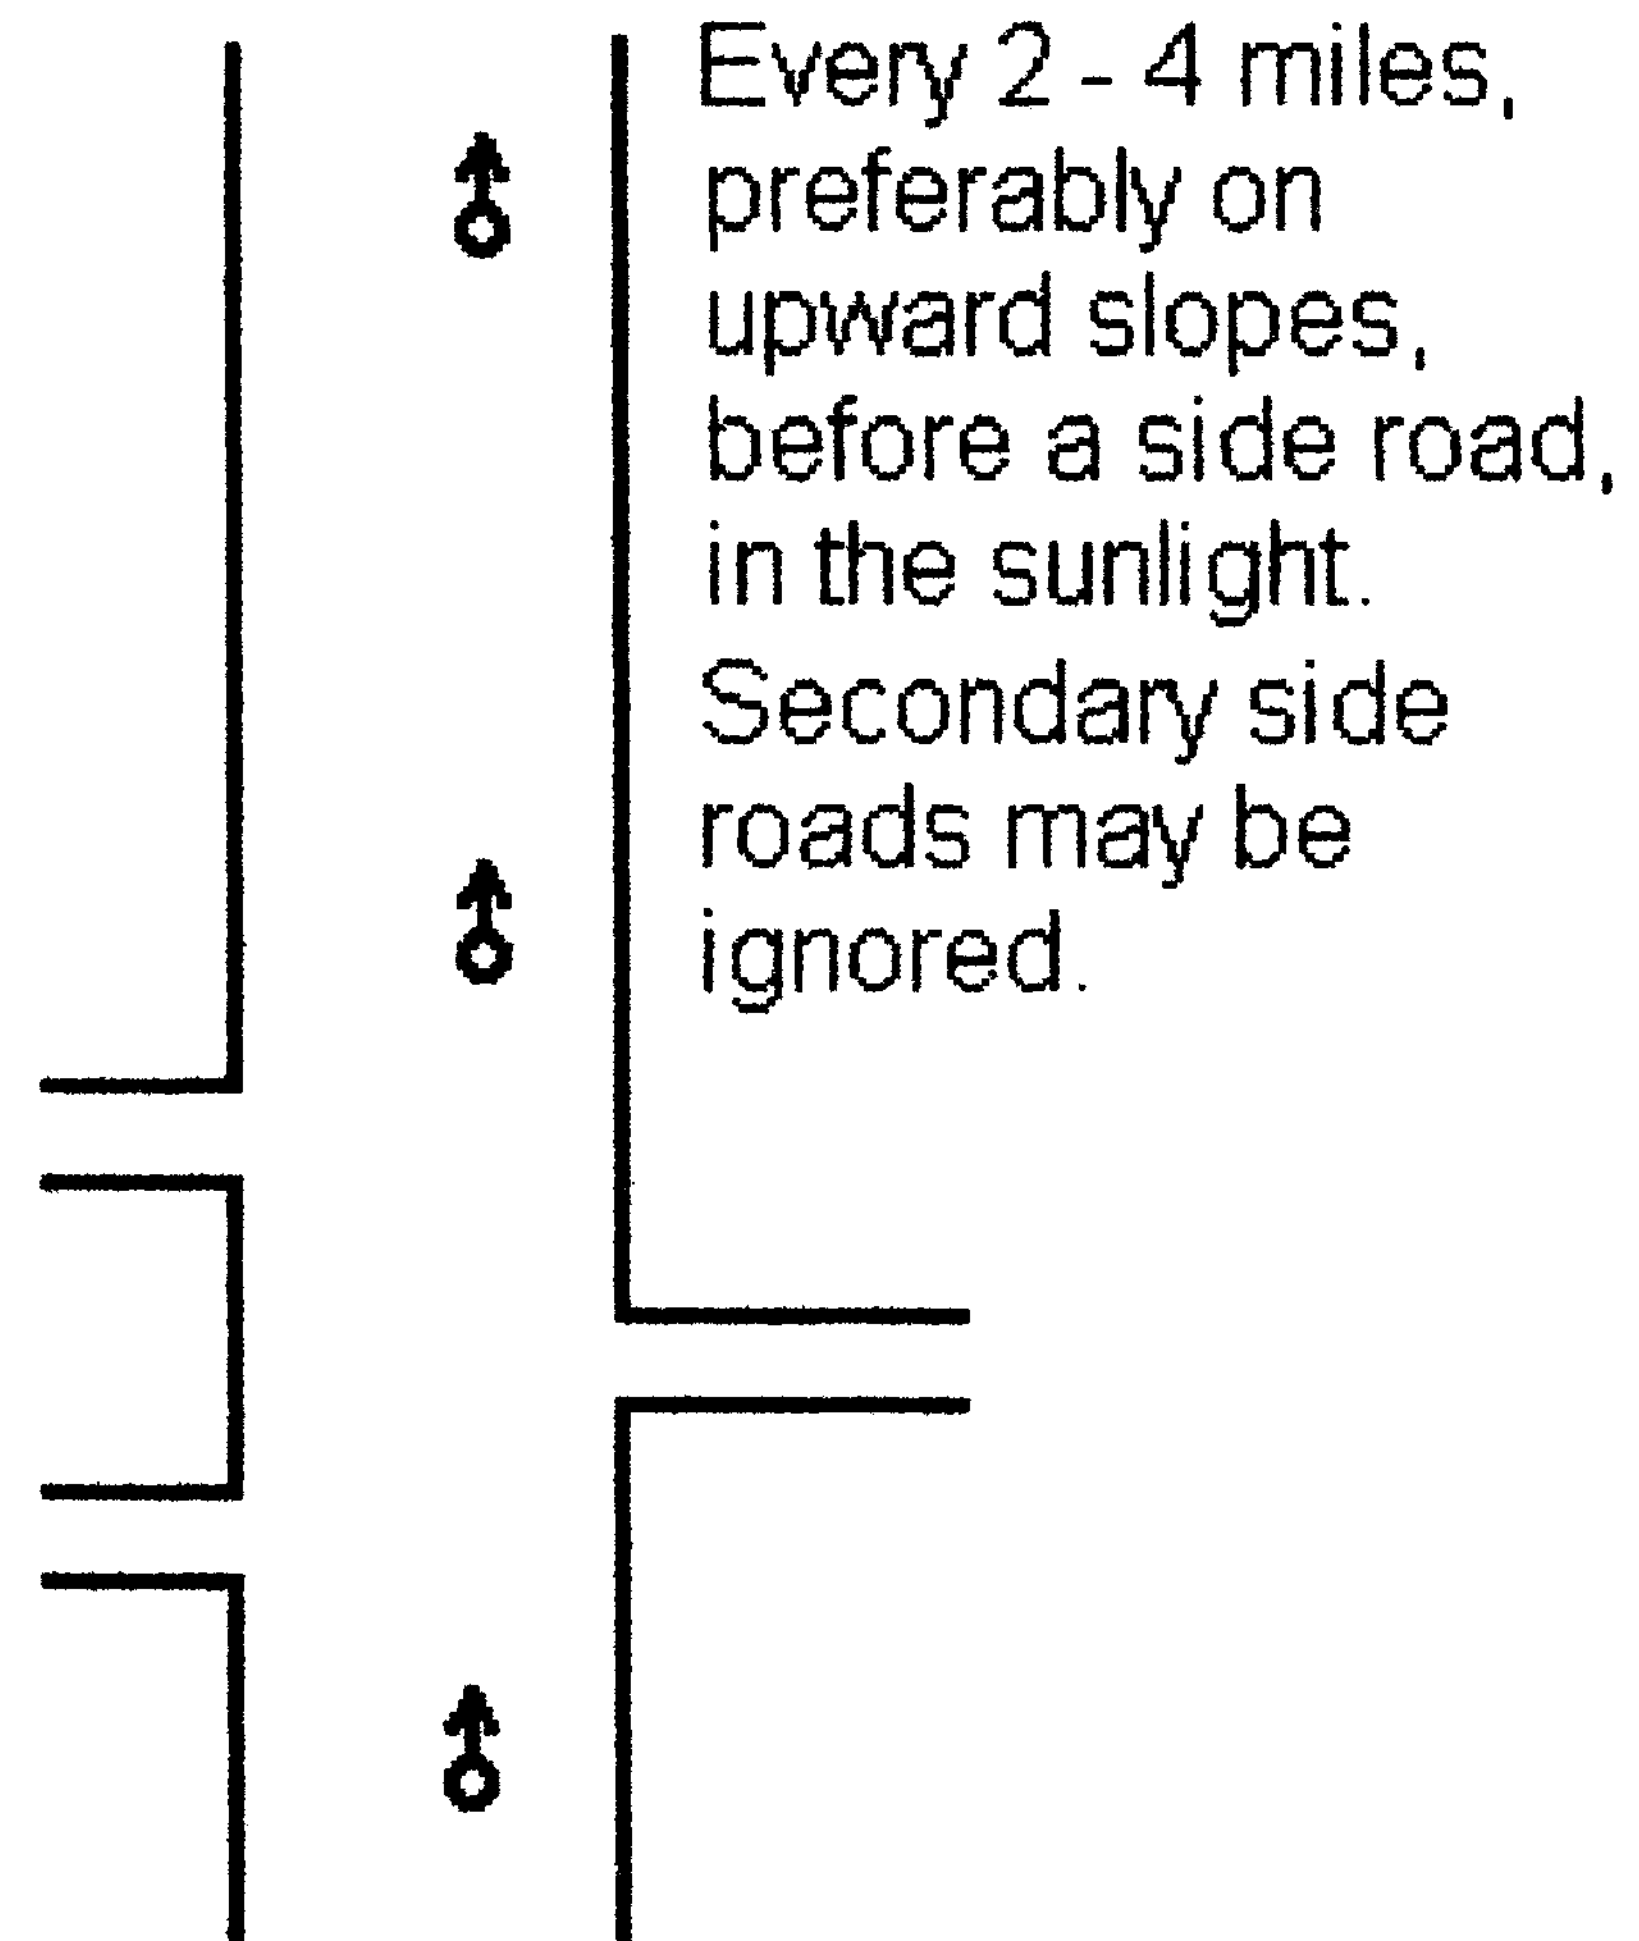 Every 2 - 4 miles,
preferably on
upward slopes,
before a side road,
in the sunlight.
Secondary side
roads may be
ignored.